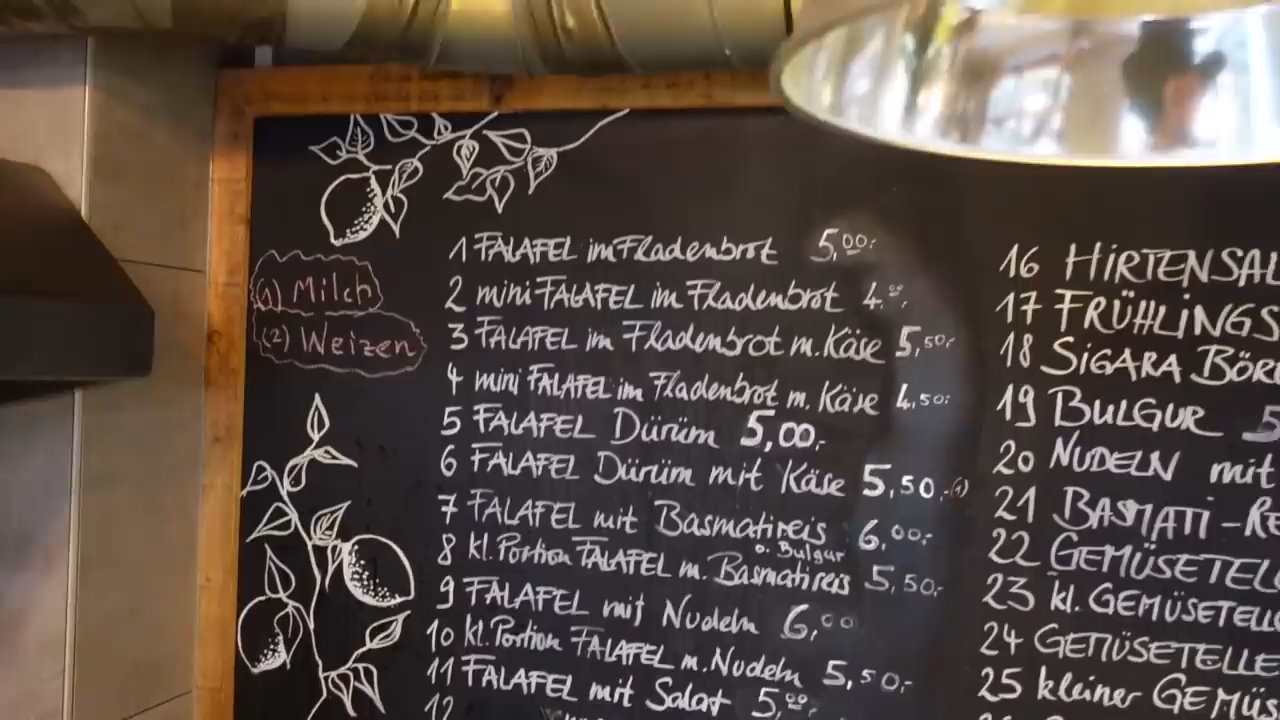 (1) Milch
(2) Weizen
1 FALAFEL im Fladenbrot 5,00.-
2 mini FALAFEL im Fladenbrot 4.00.
3 FALAFEL im Fladenbrot m. Käse 5,50.-
4 mini FALAFEL im Fladenbrot m. Käse 4,50.-
5 FALAFEL Dürüm 5,00.-
6 FALAFEL Dürüm mit Käse 5,50.-(1)
7 FALAFEL mit Basmatireis 6,00.-
o. Bulgur
8 kl. Portion FALAFEL m. Basmatireis 5,50.-
9 FALAFEL mit Nudeln 6,00
10 kl. Portion FALAFEL m. Nudeln 5,50.-
11 FALAFEL mit Salat 5,00.-
12
16 HIRTENSAL
17 FRÜHLINGS
18 SIGARA BÖR
19 BULGUR 5
20 NUDELN mit
21 BASMATI-RE
22 GEMÜSETELL
23 kl. GEMÜSETELL
24 GEMÜSETELLE
25 kleiner GEMÜS